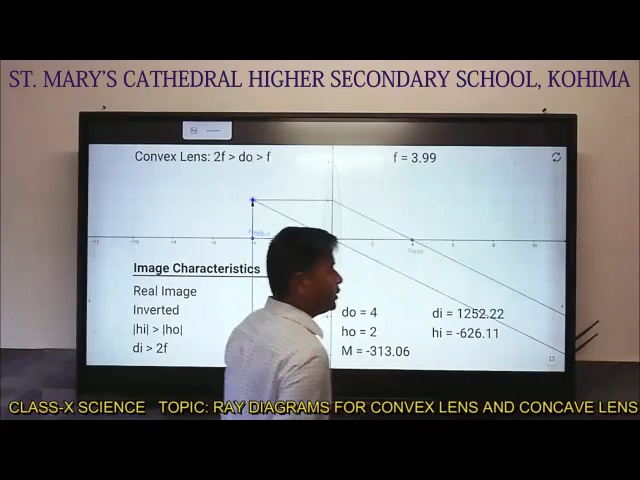 ST. MARY'S CATHEDRAL HIGHER SECONDARY SCHOOL, KOHIMA
Convex Lens: 2f > do > f
f = 3.99
Image Characteristics
Real Image
Inverted
|hi| > |ho|
di > 2f
do = 4
ho = 2
M = -313.06
di = 1252.22
hi = -626.11
CLASS-X SCIENCE TOPIC: RAY DIAGRAMS FOR CONVEX LENS AND CONCAVE LENS